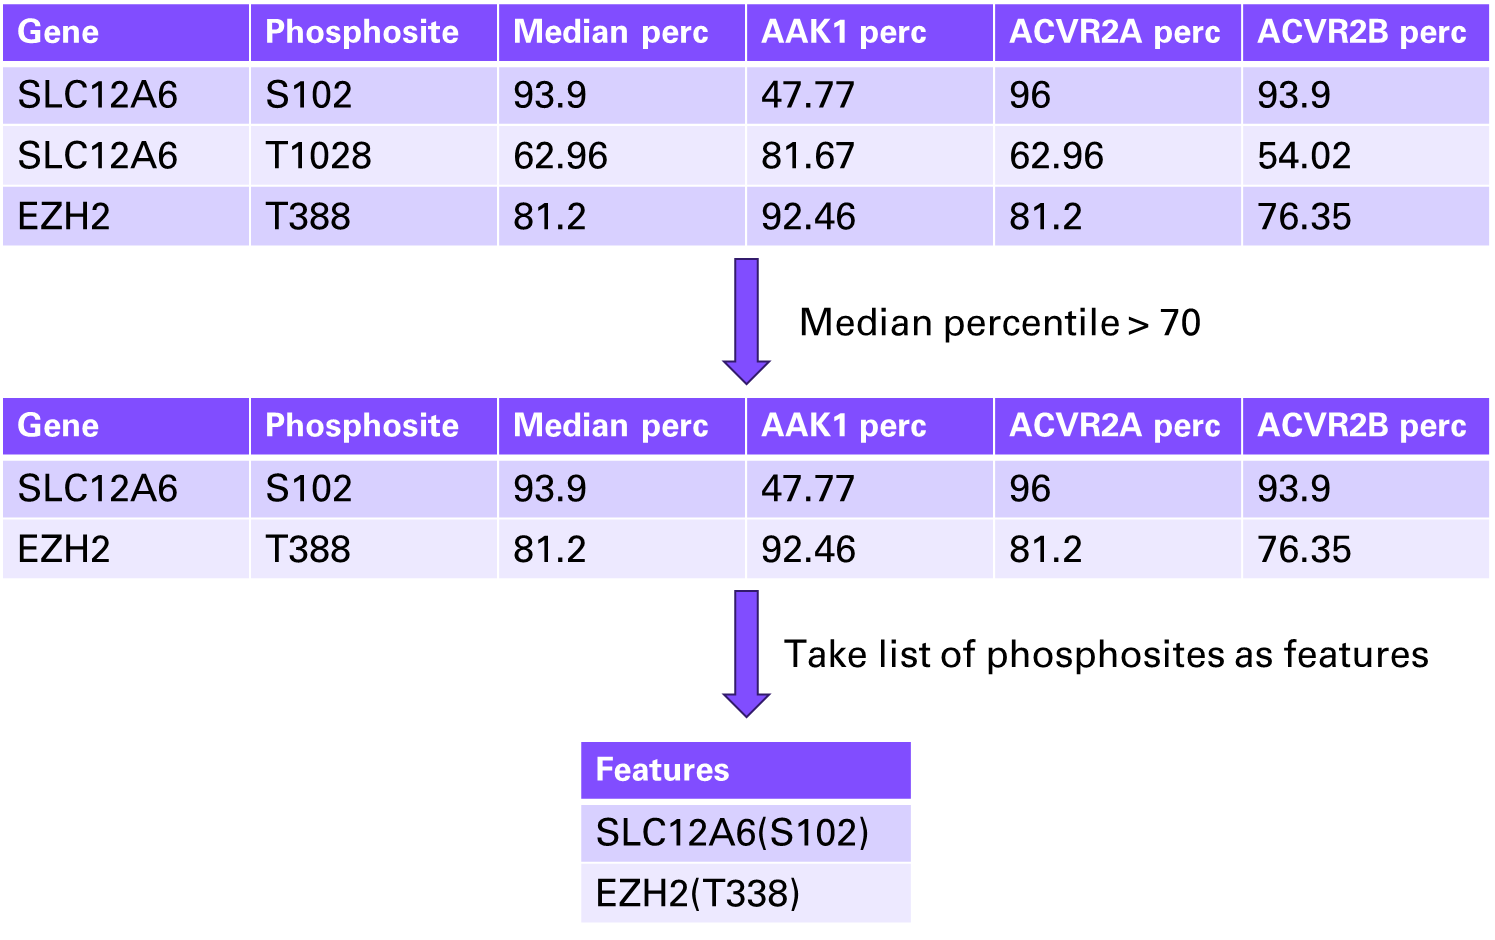 Gene Phosphosite Median perc AAK1 perc ACVR2A perc ACVR2B perc
SLC12A6 S102 93.9 47.77 96 93.9
SLC12A6 T1028 62.96 81.67 62.96 54.02
EZH2 T388 81.2 92.46 81.2 76.35
Median percentile > 70
Gene Phosphosite Median perc AAK1 perc ACVR2A perc ACVR2B perc
SLC12A6 S102 93.9 47.77 96 93.9
EZH2 T388 81.2 92.46 81.2 76.35
Take list of phosphosites as features
Features
SLC12A6(S102)
EZH2(T338)